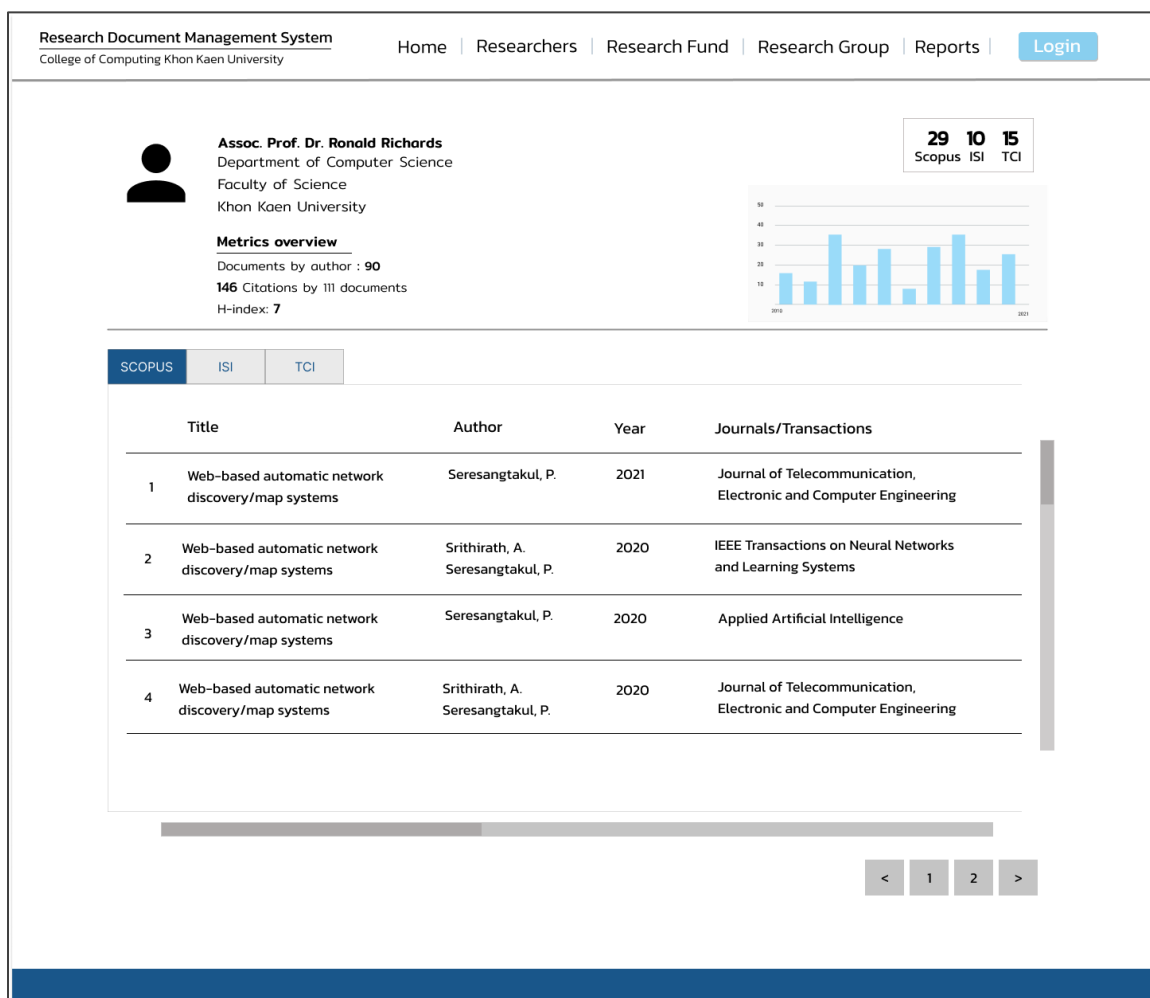 Research Document Management System
College of Computing Khon Kaen University
Home
Researchers
Research Fund
Research Group
Reports
Login
Assoc. Prof. Dr. Ronald Richards
Department of Computer Science
Faculty of Science
Khon Kaen University
Metrics overview
Documents by author : 90
146 Citations by 111 documents
H-index: 7
29 10 15
Scopus ISI TCI
50
40
30
20
10
2010 2021
SCOPUS ISI TCI
Title Author Year Journals/Transactions
1 Web-based automatic network Seresangtakul, P. 2021 Journal of Telecommunication,
discovery/map systems Electronic and Computer Engineering
2 Web-based automatic network Srithirath, A. 2020 IEEE Transactions on Neural Networks
discovery/map systems Seresangtakul, P. and Learning Systems
3 Web-based automatic network Seresangtakul, P. 2020 Applied Artificial Intelligence
discovery/map systems
4 Web-based automatic network Srithirath, A. 2020 Journal of Telecommunication,
discovery/map systems Seresangtakul, P. Electronic and Computer Engineering
< 1 2 >